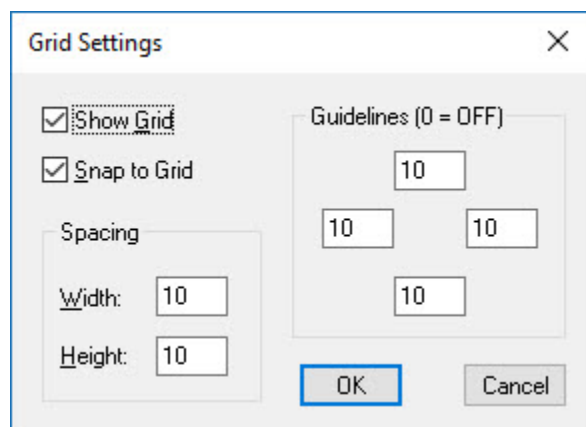 Grid Settings
Show Grid
Snap to Grid
Spacing
Width: 10
Height: 10
Guidelines (0 = OFF)
10
10 10
10
OK Cancel